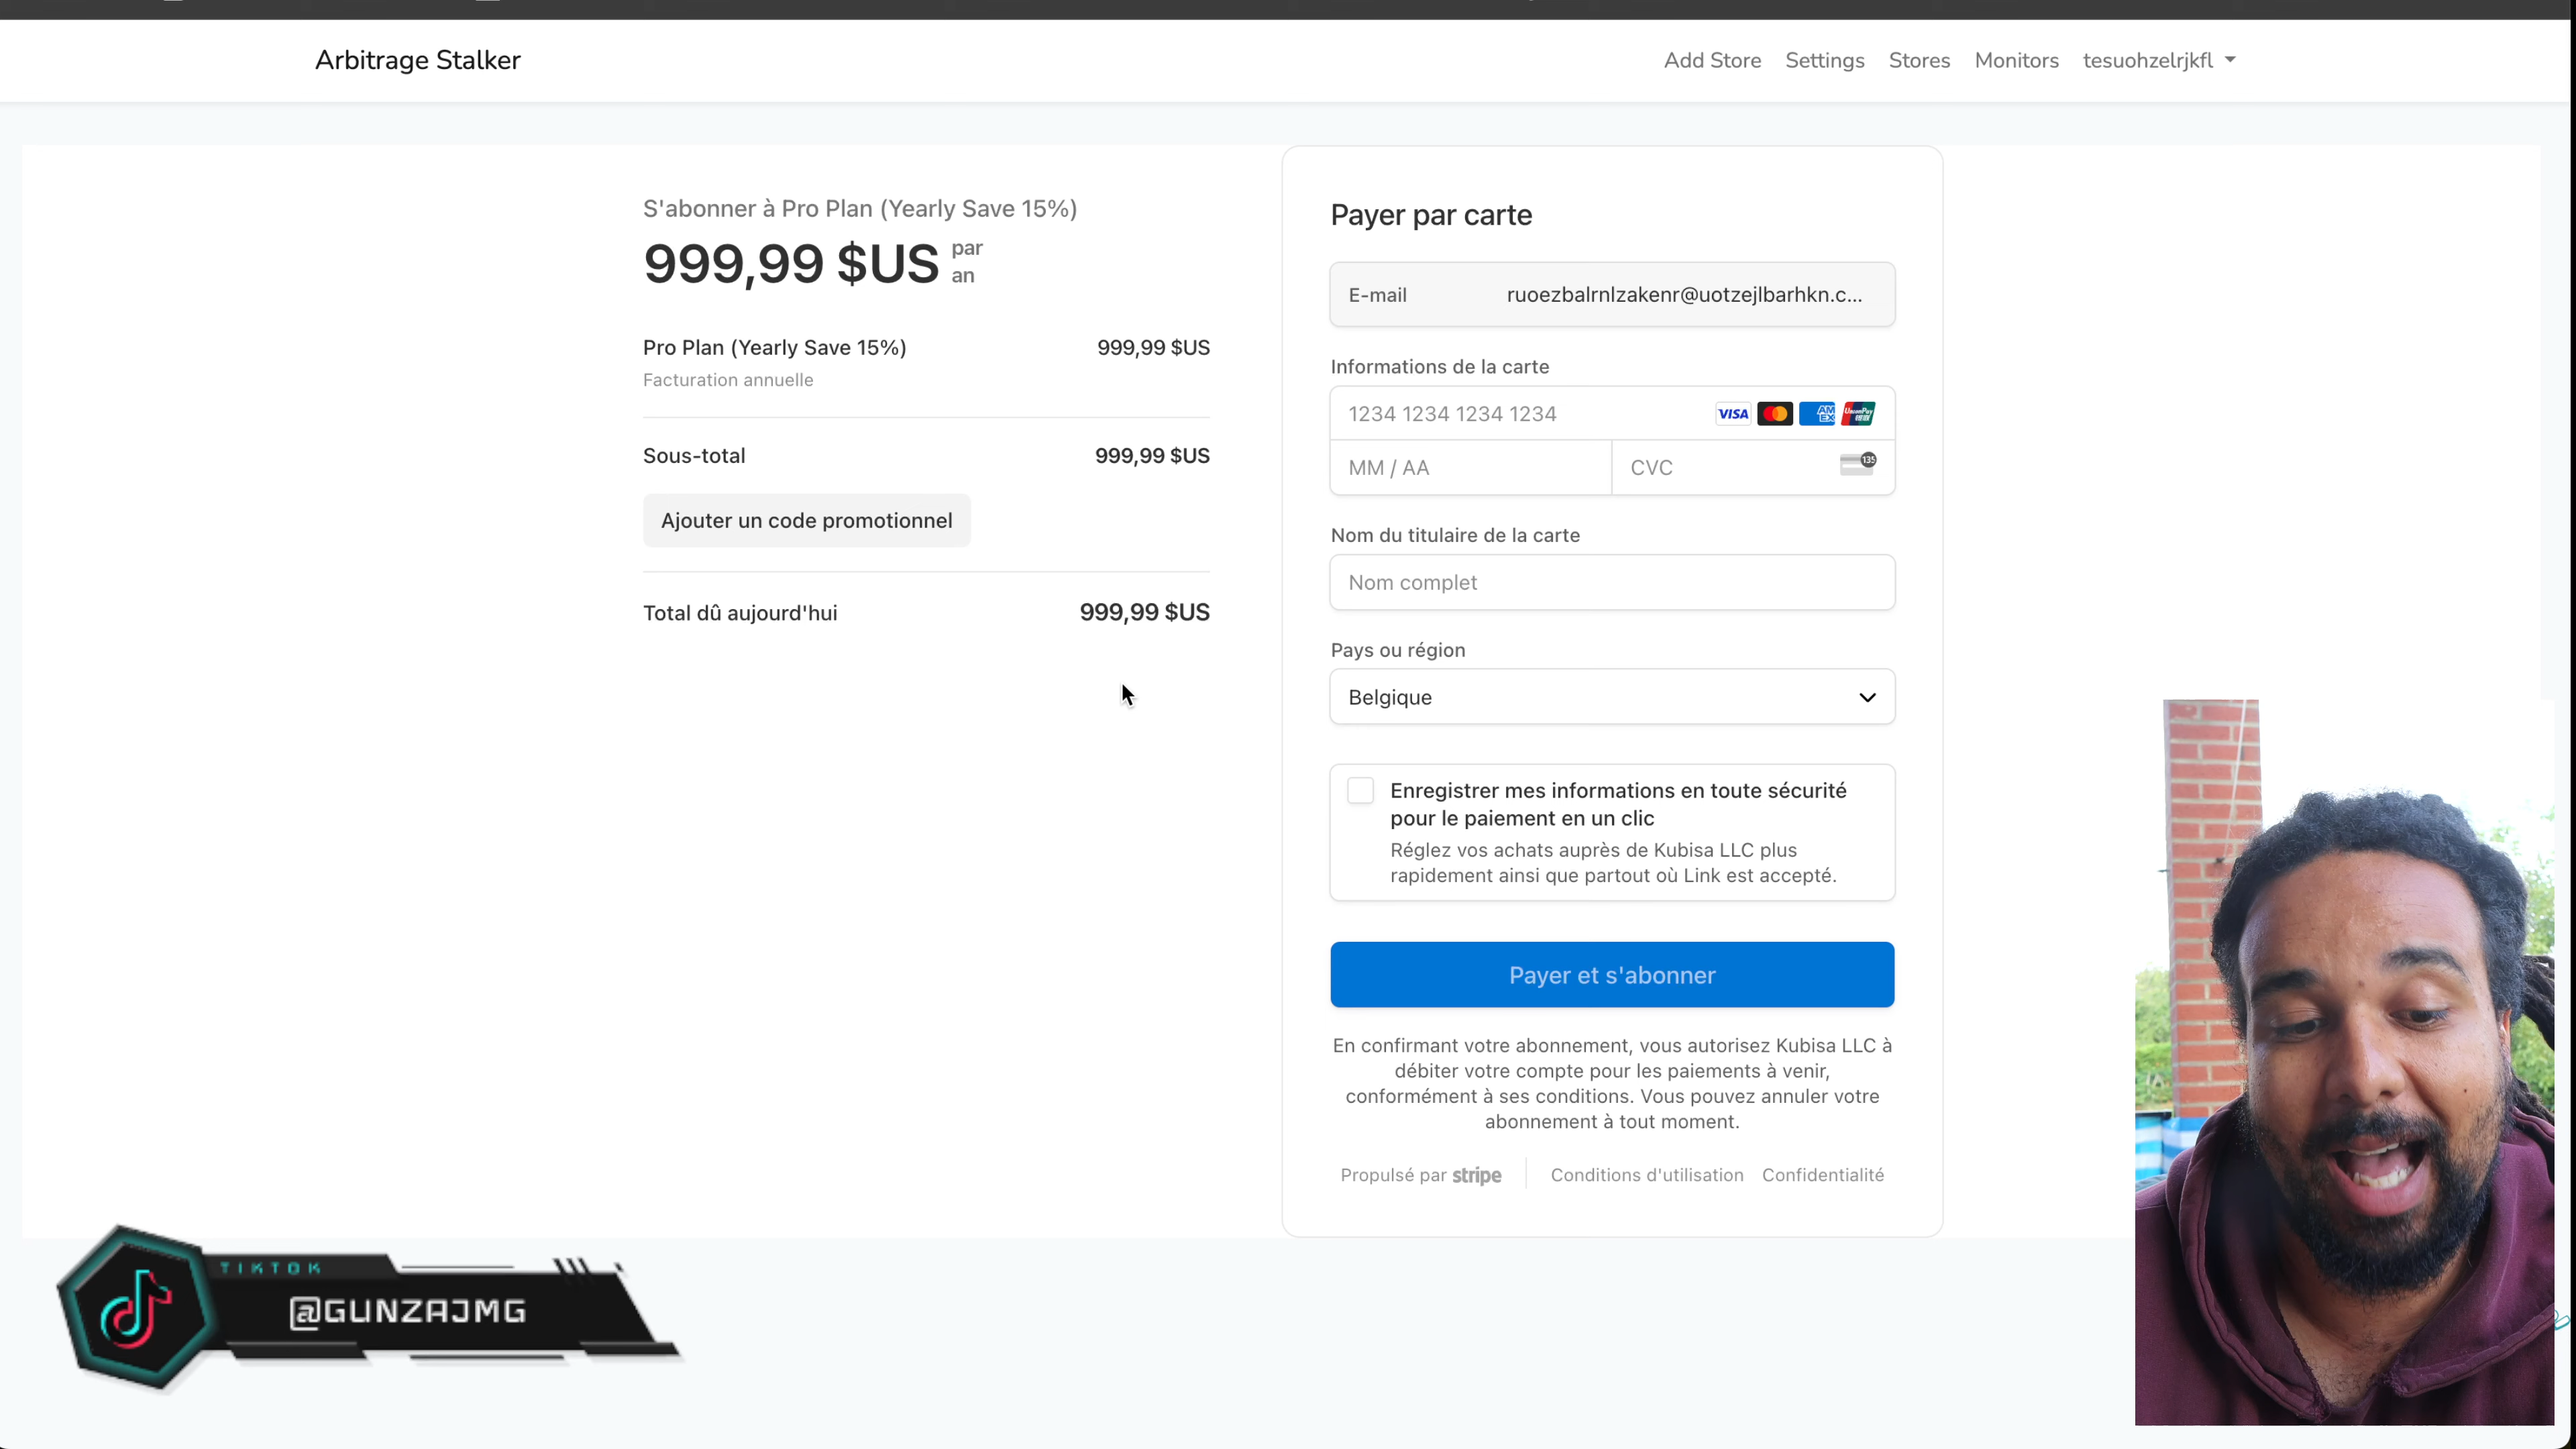 Arbitrage Stalker
Add Store Settings Stores Monitors tesuohzelrjkfl
S'abonner à Pro Plan (Yearly Save 15%)
999,99 $US par
an
Pro Plan (Yearly Save 15%) 999,99 $US
Facturation annuelle
Sous-total 999,99 $US
Ajouter un code promotionnel
Total dû aujourd'hui 999,99 $US
Payer par carte
E-mail ruoezbalrnlzakenr@uotzejlbarhkn.c...
Informations de la carte
1234 1234 1234 1234 VISA AM EX UnionPay
MM / AA CVC 135
Nom du titulaire de la carte
Nom complet
Pays ou région
Belgique
Enregistrer mes informations en toute sécurité
pour le paiement en un clic
Réglez vos achats auprès de Kubisa LLC plus
rapidement ainsi que partout où Link est accepté.
Payer et s'abonner
En confirmant votre abonnement, vous autorisez Kubisa LLC à
débiter votre compte pour les paiements à venir,
conformément à ses conditions. Vous pouvez annuler votre
abonnement à tout moment.
Propulsé par stripe Conditions d'utilisation Confidentialité
TIKTOK
@GUNZAJMG